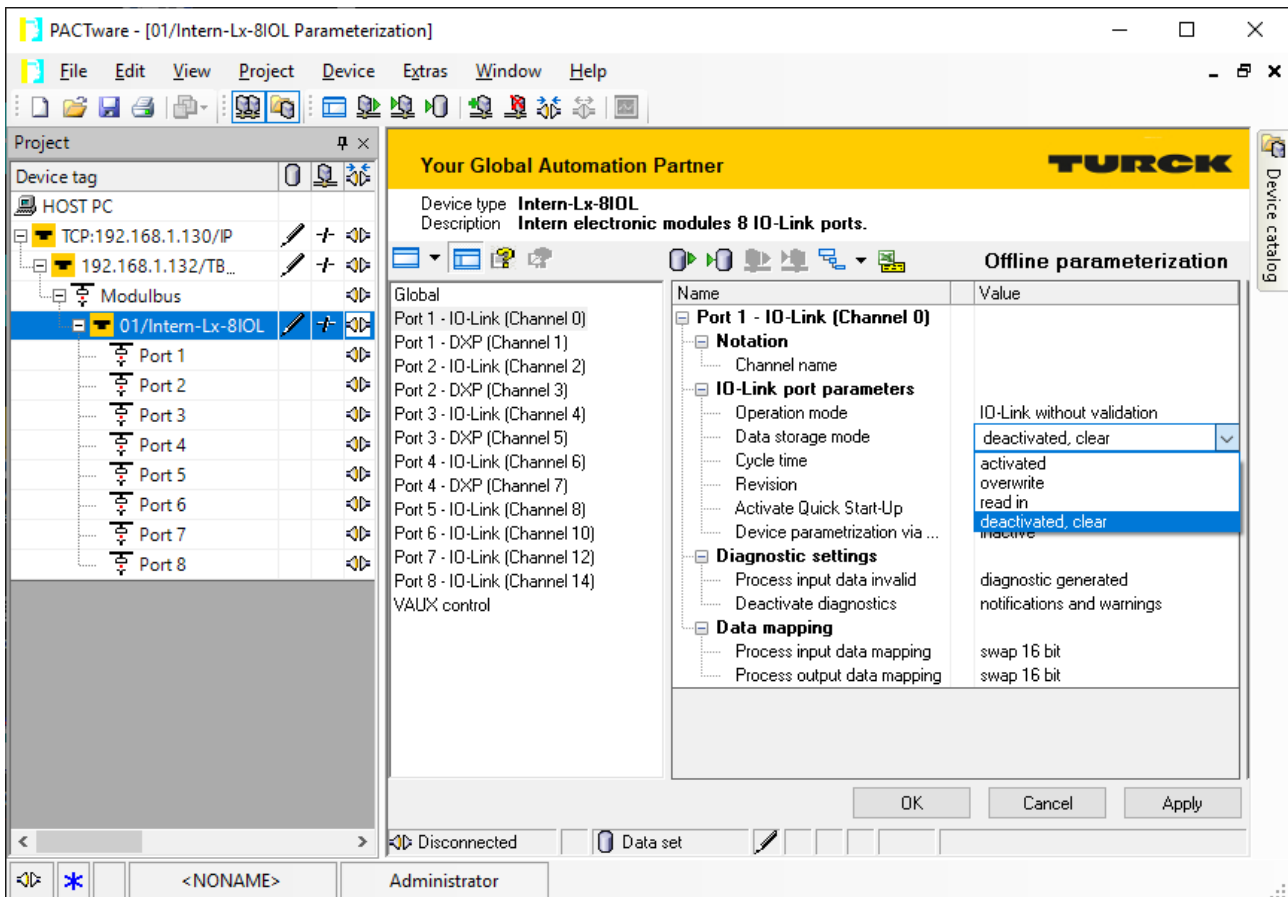 PACTware - [01/Intern-Lx-8IOL Parameterization]
File Edit View Project Device Extras Window Help
Project
Device tag
HOST PC
TCP:192.168.1.130/IP
192.168.1.132/TB_
Modulbus
01/Intern-Lx-8IOL
Port 1
Port 2
Port 3
Port 4
Port 5
Port 6
Port 7
Port 8
Your Global Automation Partner
TURCK
Device type Intern-Lx-8IOL
Description Intern electronic modules 8 IO-Link ports.
Offline parameterization
Global
Port 1 - IO-Link (Channel 0)
Port 1 - DXP (Channel 1)
Port 2 - IO-Link (Channel 2)
Port 2 - DXP (Channel 3)
Port 3 - IO-Link (Channel 4)
Port 3 - DXP (Channel 5)
Port 4 - IO-Link (Channel 6)
Port 4 - DXP (Channel 7)
Port 5 - IO-Link (Channel 8)
Port 6 - IO-Link (Channel 10)
Port 7 - IO-Link (Channel 12)
Port 8 - IO-Link (Channel 14)
VAUX control
Name Value
Port 1 - IO-Link (Channel 0)
Notation
Channel name
IO-Link port parameters
Operation mode IO-Link without validation
Data storage mode deactivated, clear
activated
overwrite
read in
deactivated, clear
Cycle time
Revision
Activate Quick Start-Up
Device parametrization via ... inactive
Diagnostic settings
Process input data invalid diagnostic generated
Deactivate diagnostics notifications and warnings
Data mapping
Process input data mapping swap 16 bit
Process output data mapping swap 16 bit
OK Cancel Apply
Disconnected Data set
<NONAME> Administrator
Device catalog